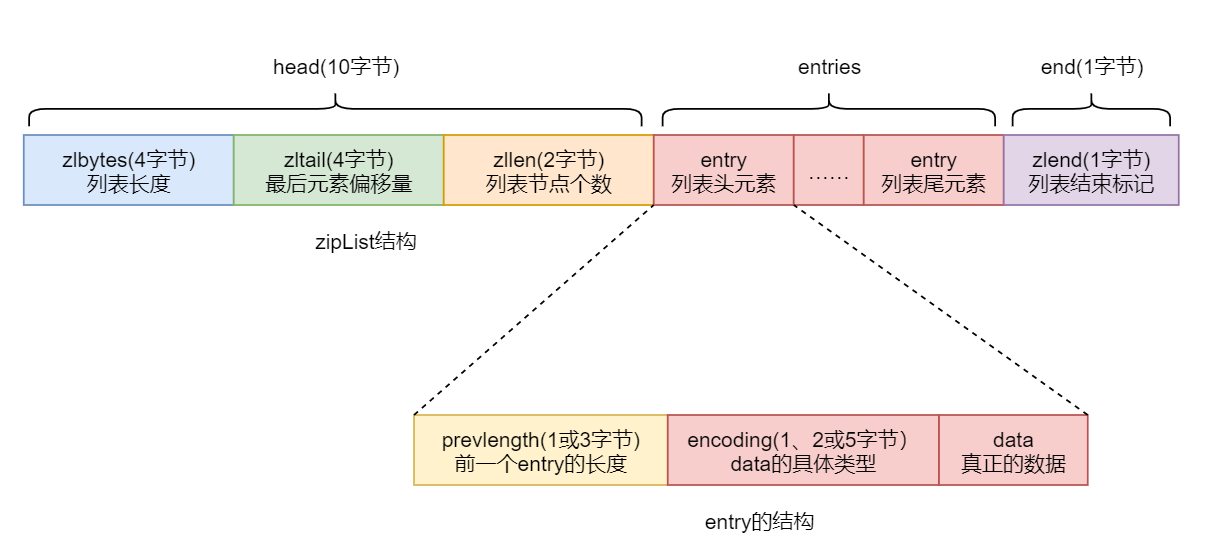 head(10字节)
entries
end(1字节)
zlbytes(4字节)
列表长度
zltail(4字节)
最后元素偏移量
zllen(2字节)
列表节点个数
entry
列表头元素
……
entry
列表尾元素
zlend(1字节)
列表结束标记
zipList结构
prevlength(1或3字节)
前一个entry的长度
encoding(1、2或5字节）
data的具体类型
data
真正的数据
entry的结构